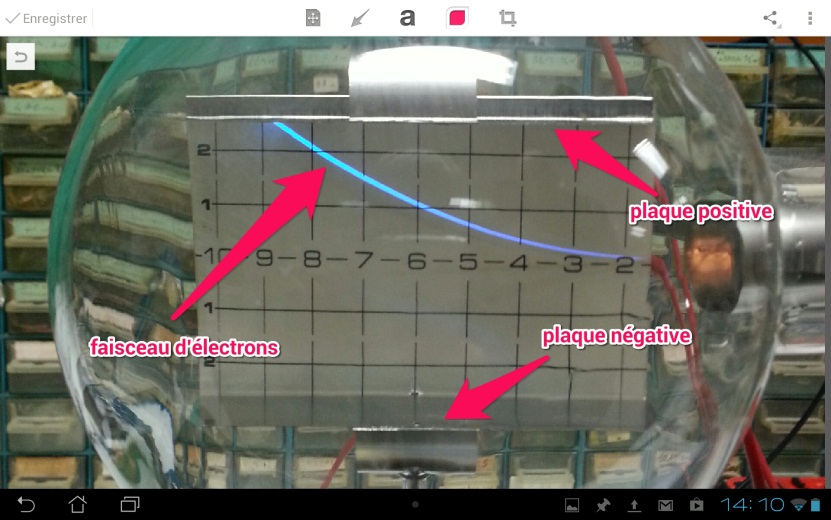 Enregistrer
a
2
1
10-9-8-7-6-5-4-3-2-
1
2
plaque positive
faisceau d'électrons
plaque négative
14:10